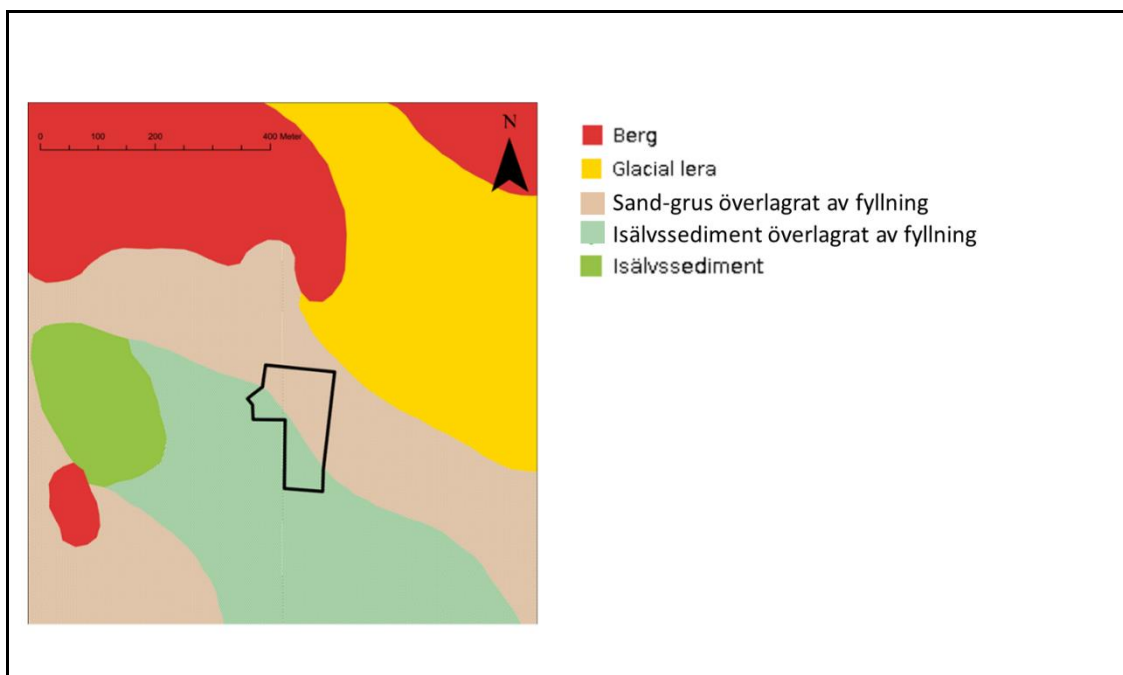 0 100 200 400 Meter
N
Berg
Glacial lera
Sand-grus överlagrat av fyllning
Isälvssediment överlagrat av fyllning
Isälvssediment